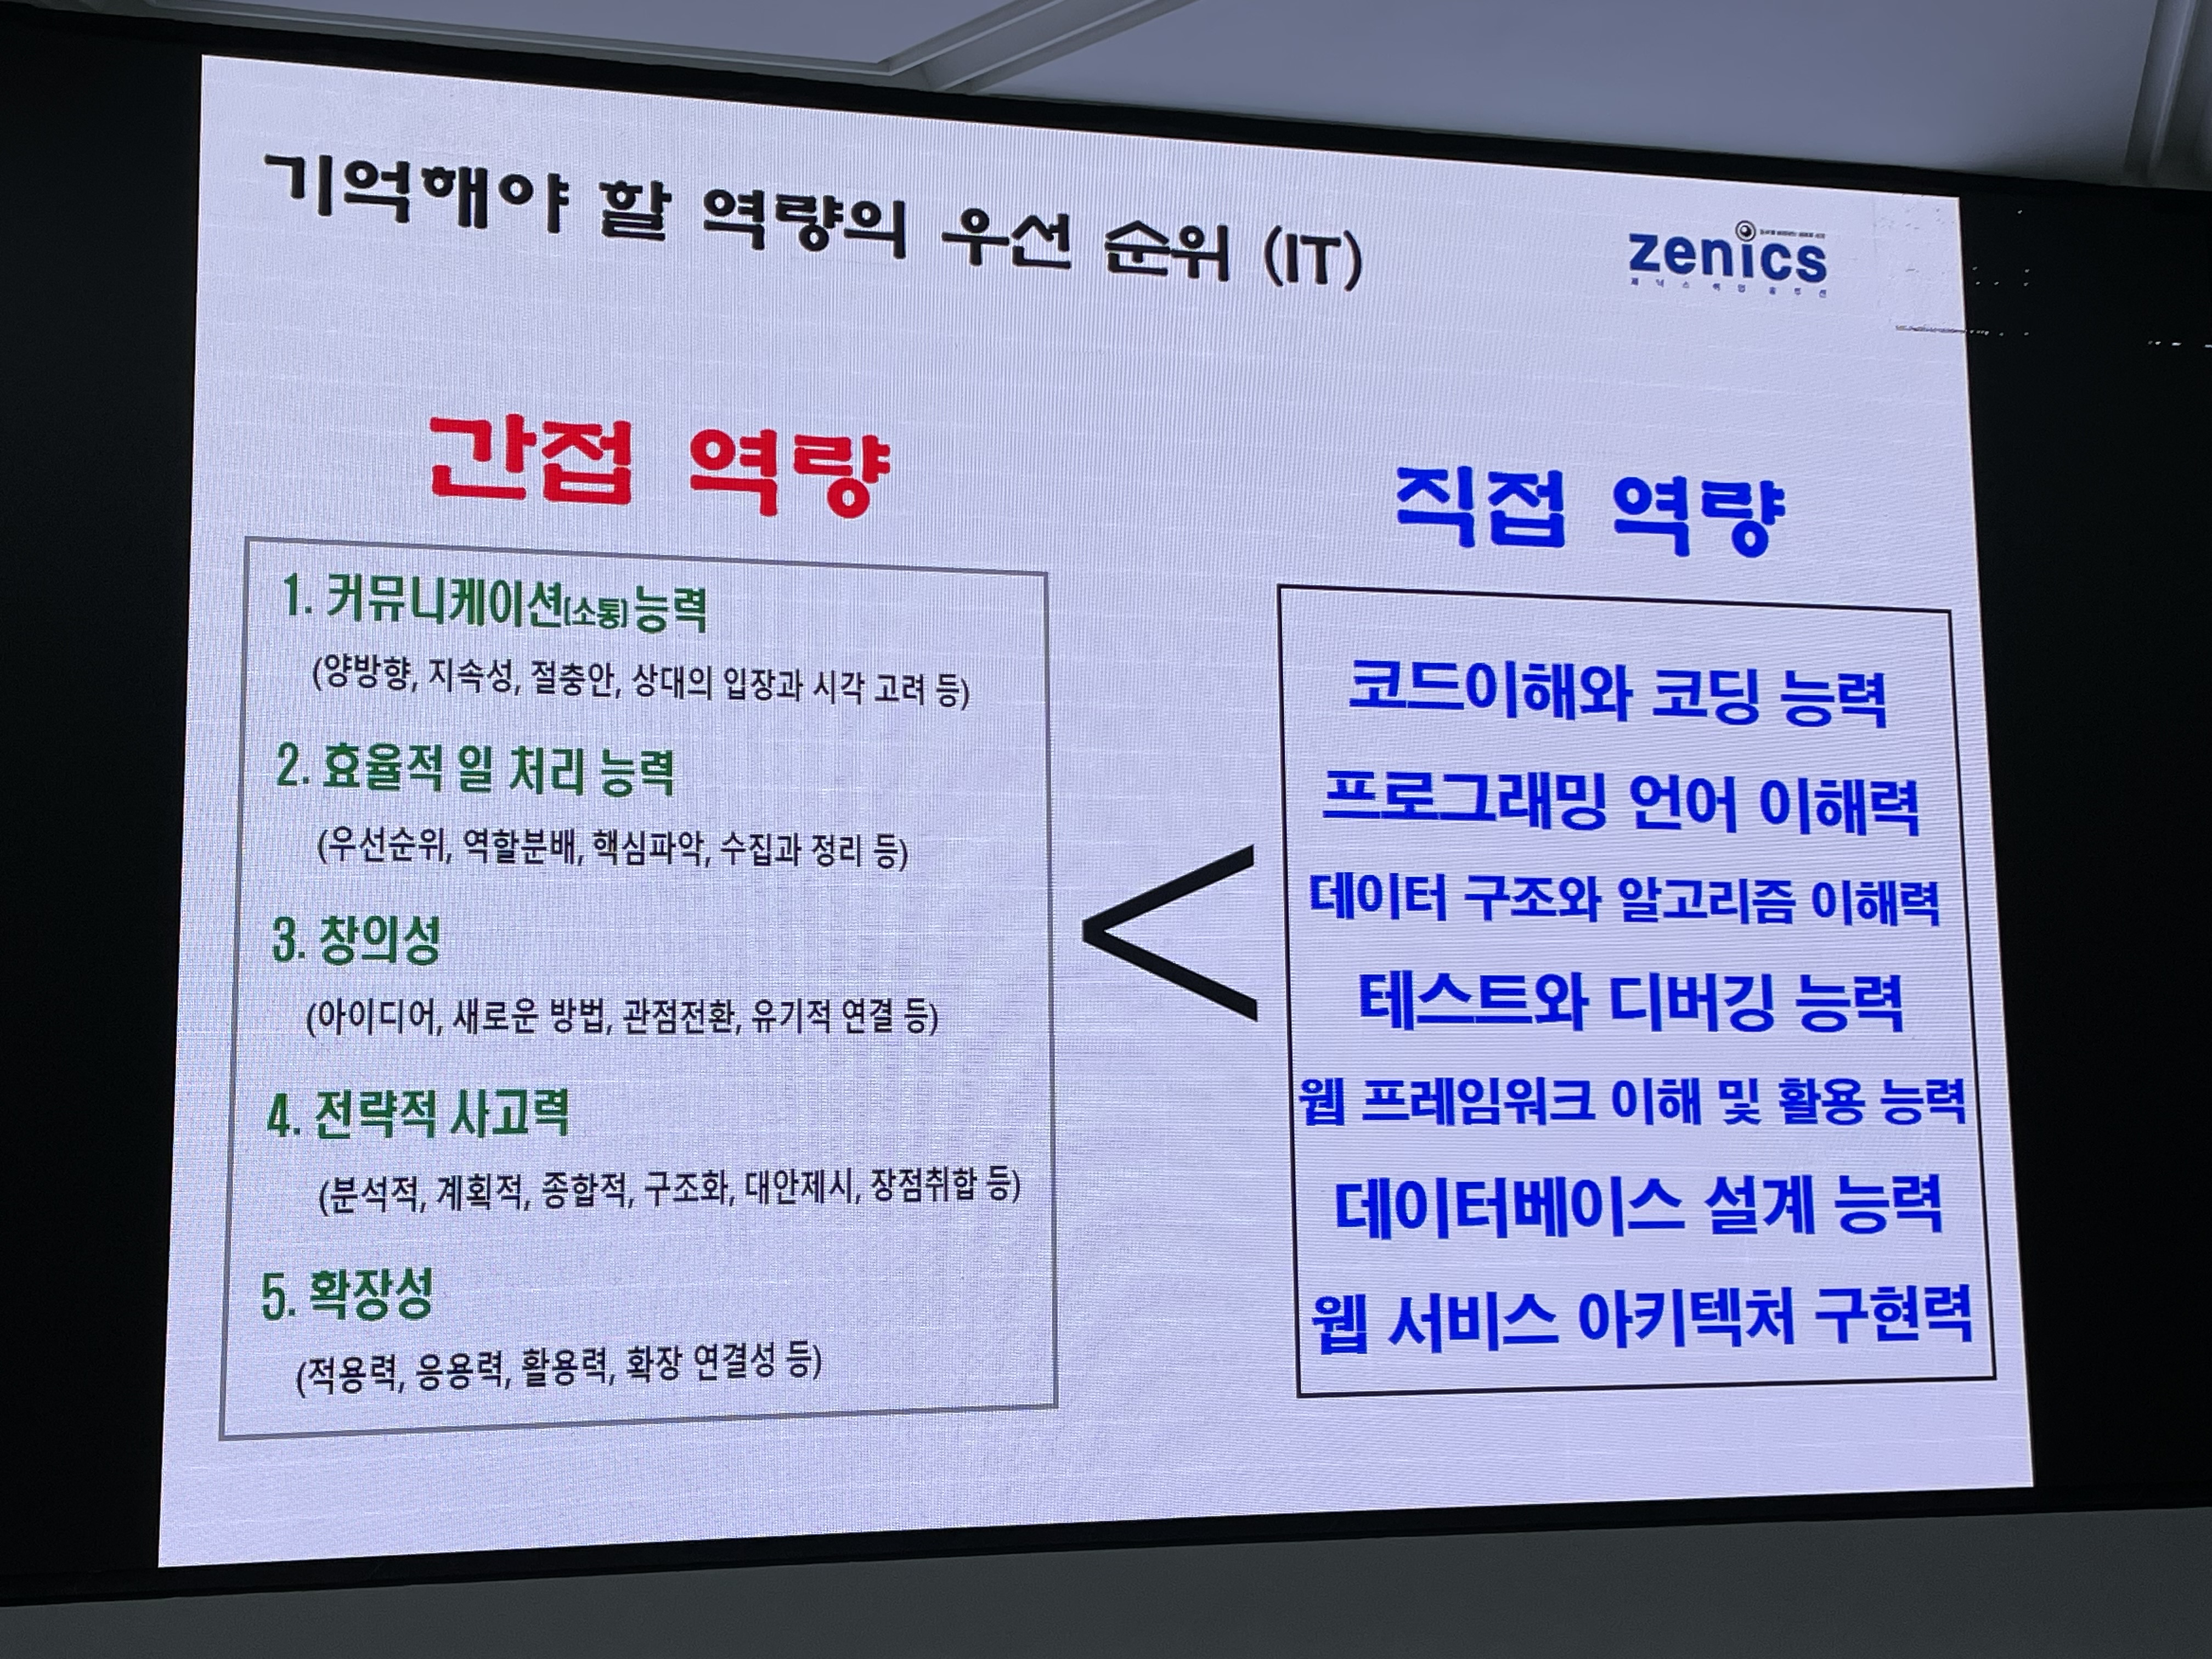 기억해야 할 역량의 우선 순위 (IT)
zenics
제닉스취업솔루션
간접 역량
1. 커뮤니케이션(소통)능력
(양방향, 지속성, 절충안, 상대의 입장과 시각 고려 등)
2. 효율적 일 처리 능력
(우선순위, 역할분배, 핵심파악, 수집과 정리 등)
3. 창의성
(아이디어, 새로운 방법, 관점전환, 유기적 연결 등)
4. 전략적 사고력
(분석적, 계획적, 종합적, 구조화, 대안제시, 장점취합 등)
5. 확장성
(적용력, 응용력, 활용력, 확장 연결성 등)
<
직접 역량
코드이해와 코딩 능력
프로그래밍 언어 이해력
데이터 구조와 알고리즘 이해력
테스트와 디버깅 능력
웹 프레임워크 이해 및 활용 능력
데이터베이스 설계 능력
웹 서비스 아키텍처 구현력